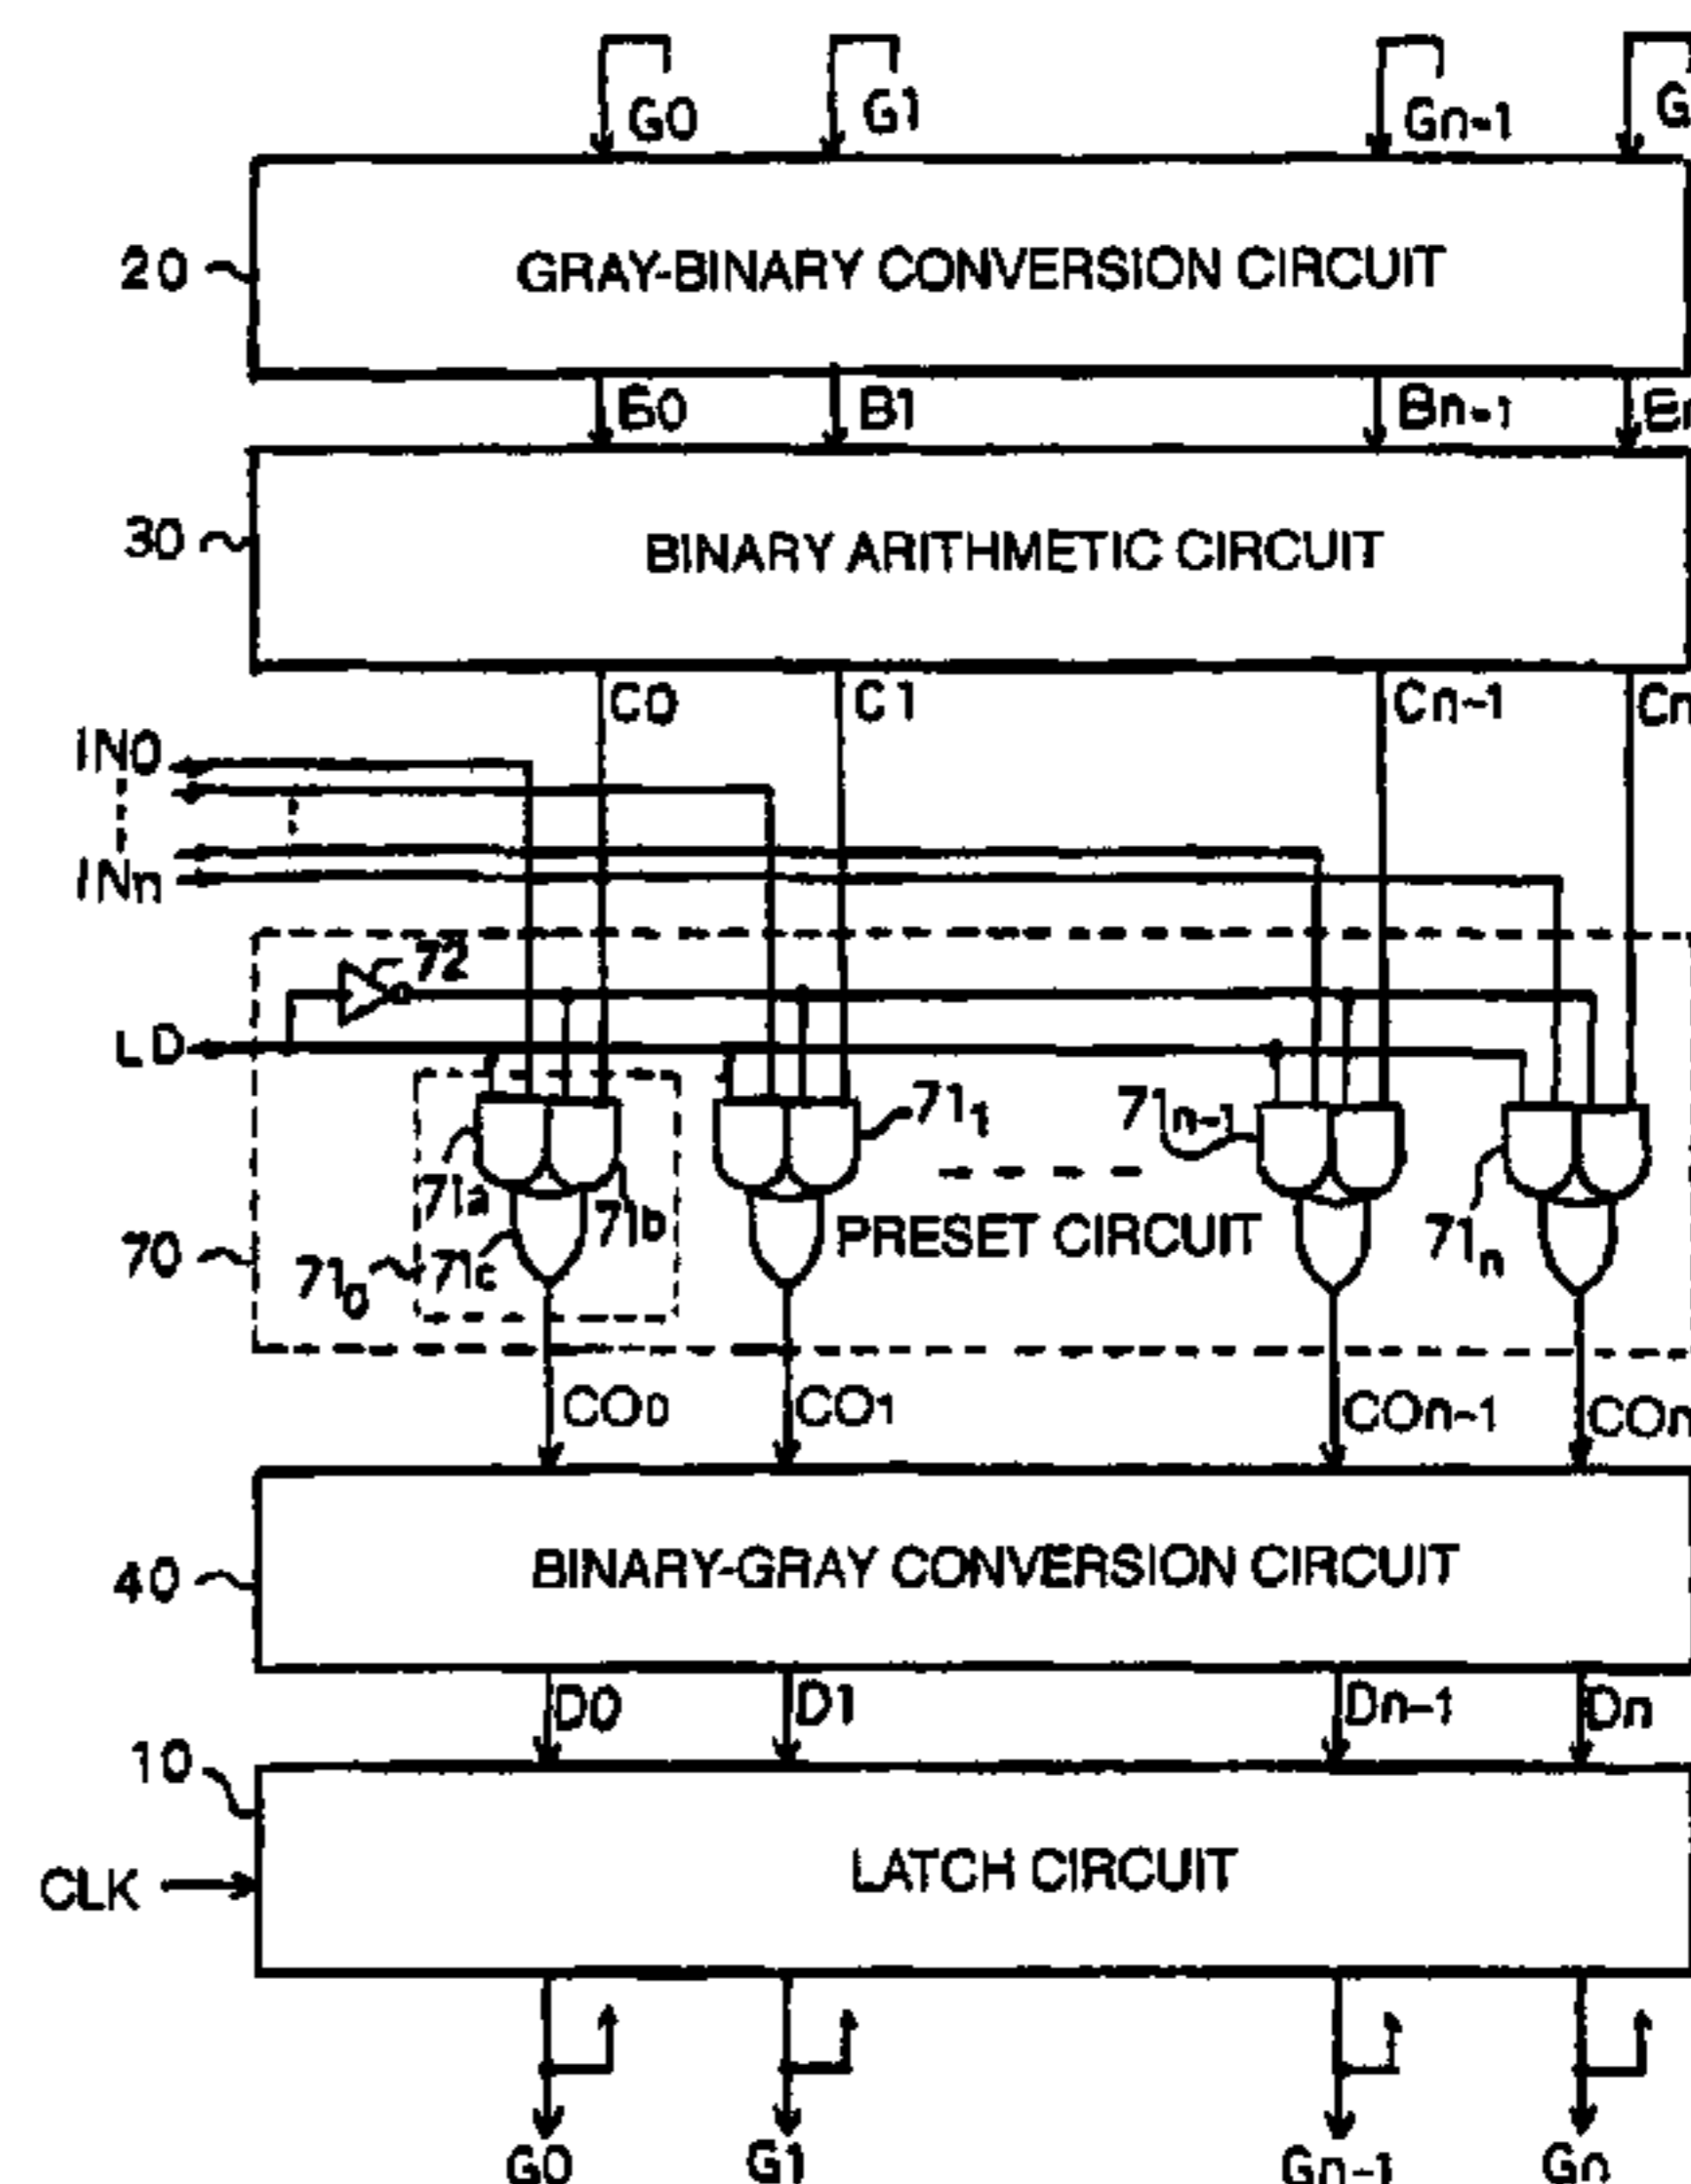 G0 G1 Gn-1 G
20 GRAY-BINARY CONVERSION CIRCUIT
B0 B1 Bn-1 Bn
30 BINARY ARITHMETIC CIRCUIT
C0 C1 Cn-1 Cn
IN0
INn
72
LD
71₁ 71n-1
71a 71b
70 71₀ 71c PRESET CIRCUIT 71n
CO0 CO1 COn-1 COn
40 BINARY-GRAY CONVERSION CIRCUIT
D0 D1 Dn-1 Dn
10
CLK LATCH CIRCUIT
G0 G1 Gn-1 Gn